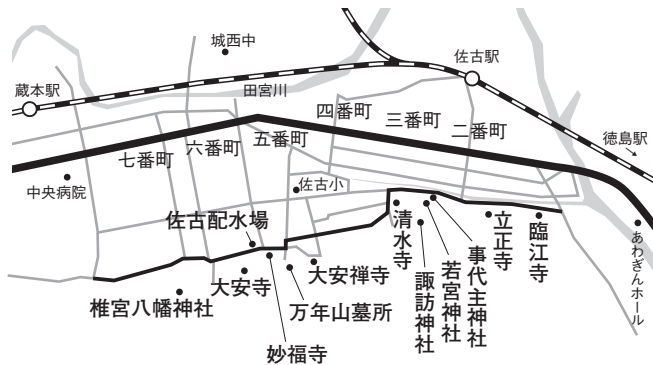 城西中
佐古駅
蔵本駅
田宮川
四番町
三番町
二番町
徳島駅
五番町
六番町
七番町
中央病院
佐古小
佐古配水場
清水寺
立正寺
臨江寺
あわぎんホール
事代主神社
若宮神社
諏訪神社
大安禅寺
大安寺
万年山墓所
椎宮八幡神社
妙福寺